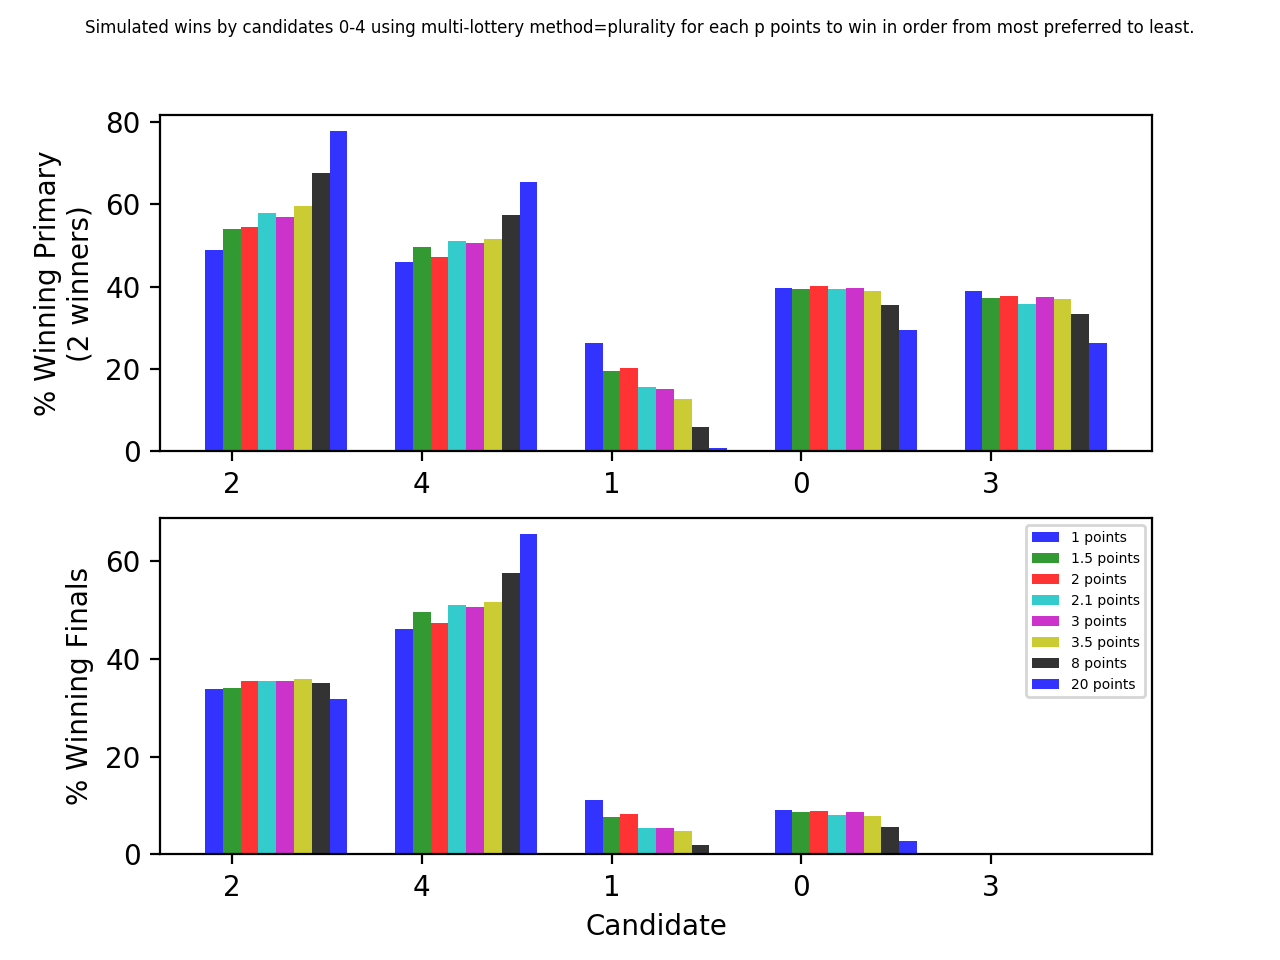 Simulated wins by candidates 0-4 using multi-lottery method=plurality for each p points to win in order from most preferred to least.
% Winning Primary
(2 winners)
80
60
40
20
0
2 4 1 0 3
% Winning Finals
60
40
20
0
1 points
1.5 points
2 points
2.1 points
3 points
3.5 points
8 points
20 points
2 4 1 0 3
Candidate